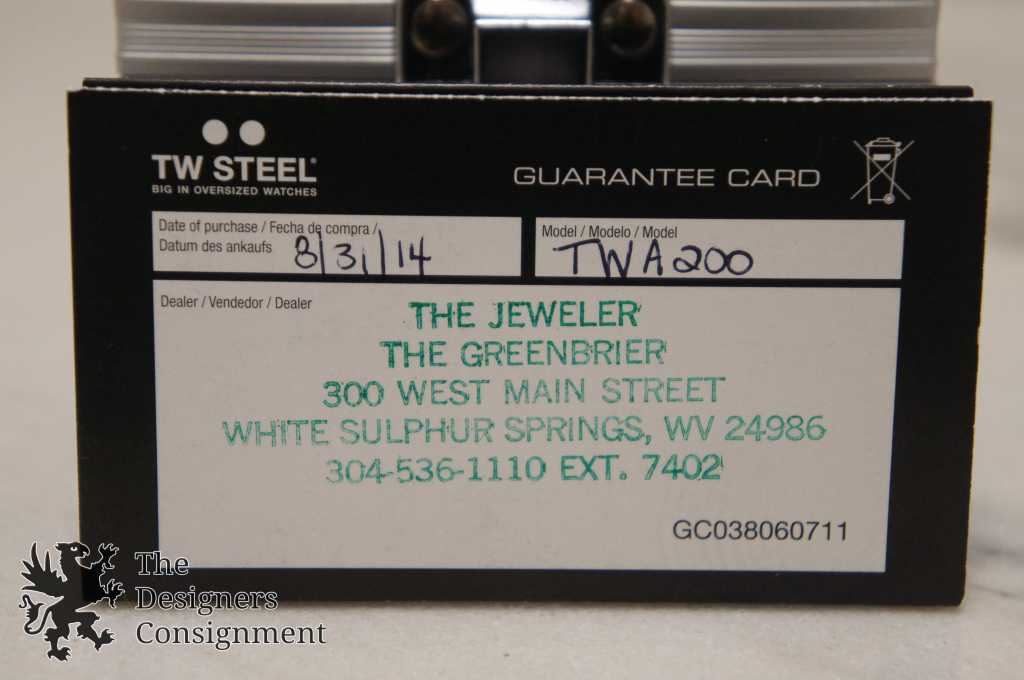 TW STEEL®
BIG IN OVERSIZED WATCHES
GUARANTEE CARD
Date of purchase / Fecha de compra /
Datum des ankaufs 8/31/14
Model / Modelo / Model
TWA200
Dealer / Vendedor / Dealer
THE JEWELER
THE GREENBRIER
300 WEST MAIN STREET
WHITE SULPHUR SPRINGS, WV 24986
304-536-1110 EXT. 7402
GC038060711
The
Designers
Consignment